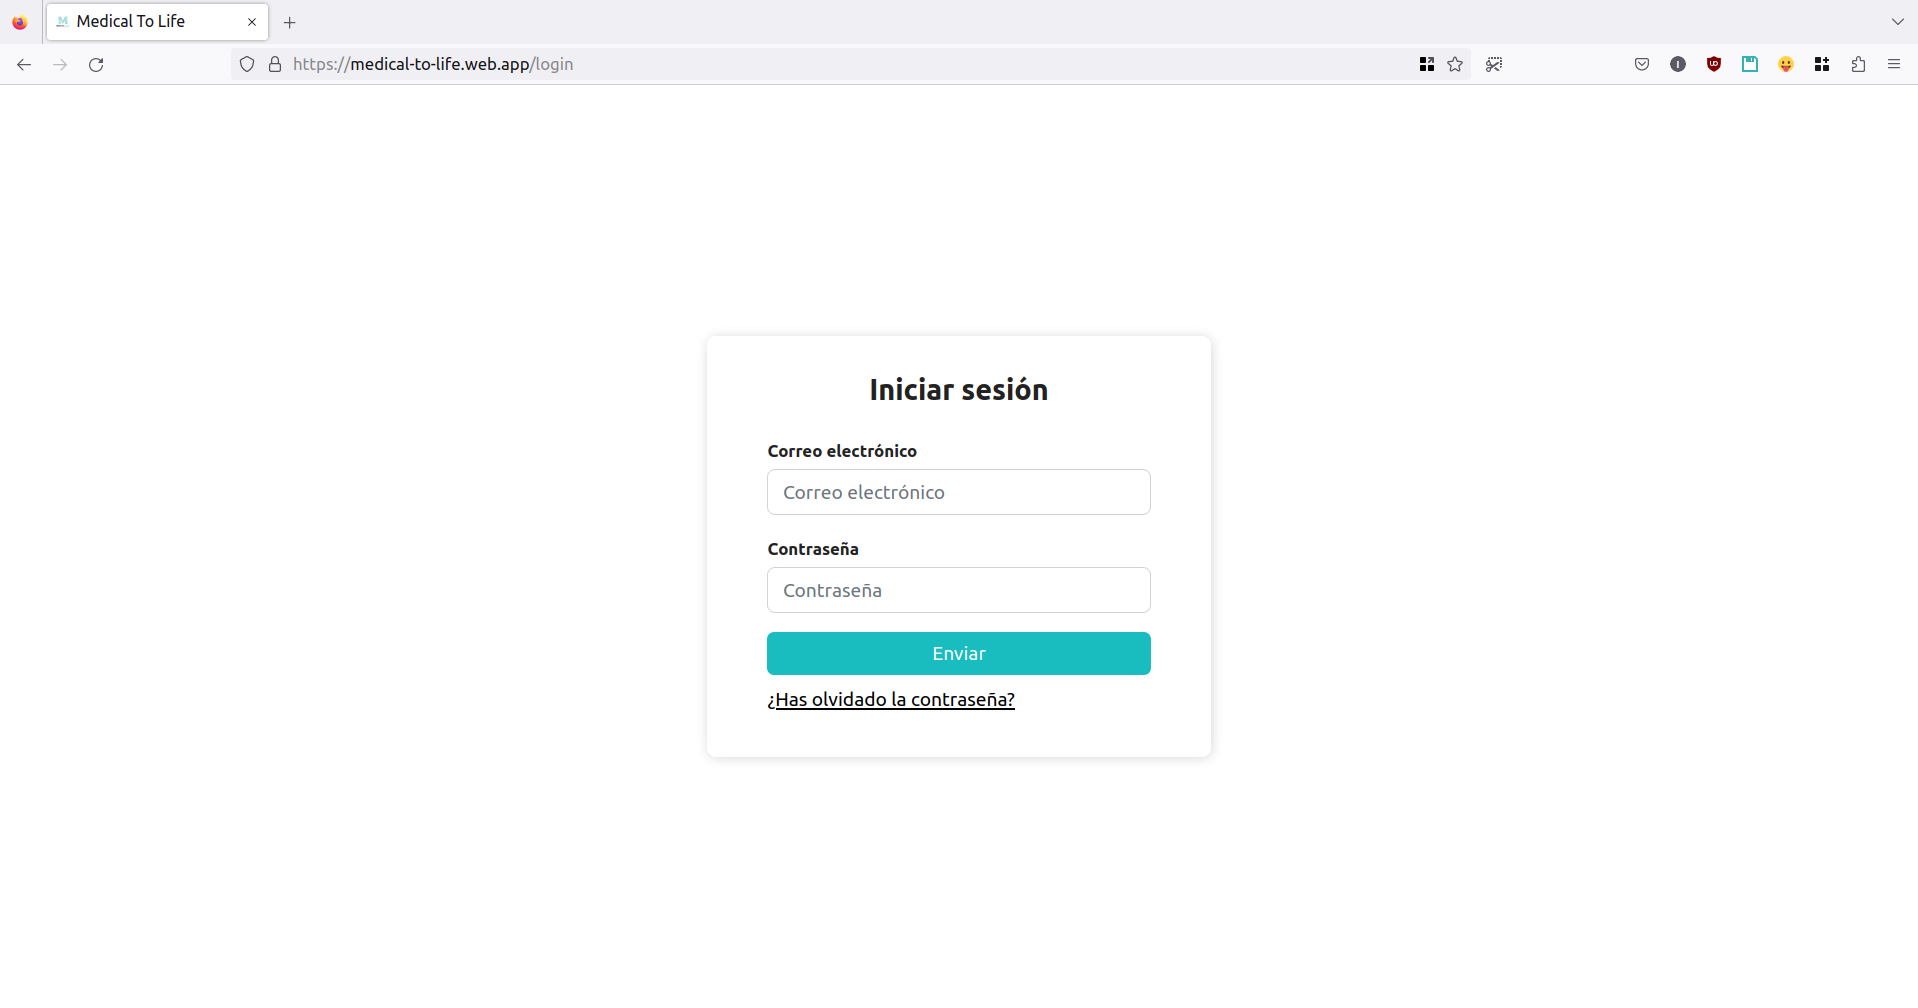 Medical To Life
https://medical-to-life.web.app/login
Iniciar sesión
Correo electrónico
Correo electrónico
Contraseña
Contraseña
Enviar
¿Has olvidado la contraseña?